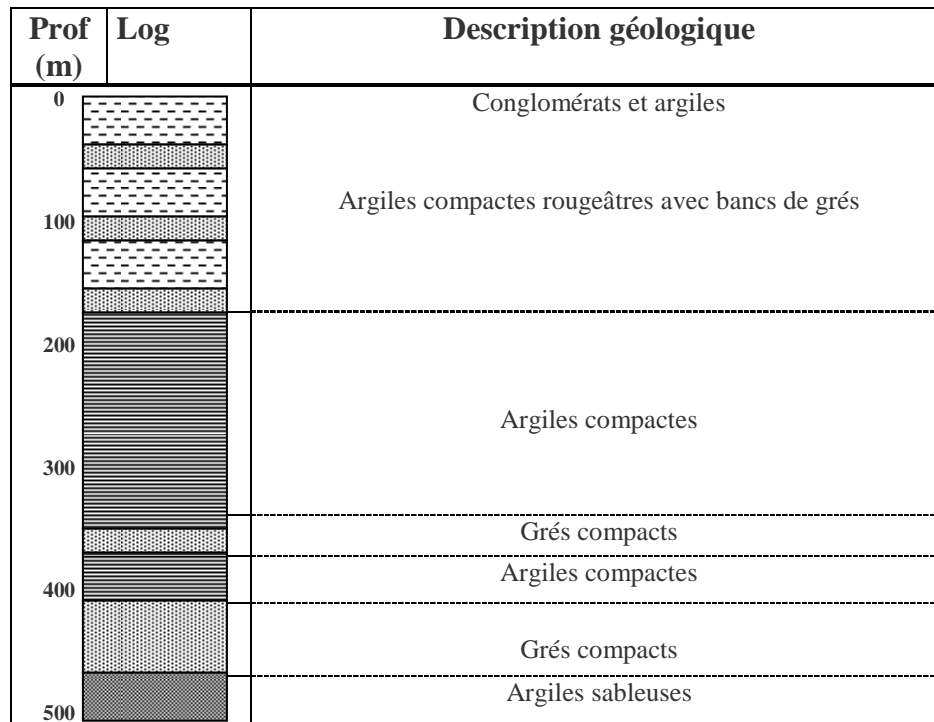 Prof (m)
Log
Description géologique
0
Conglomérats et argiles
Argiles compactes rougeâtres avec bancs de grés
100
200
Argiles compactes
300
Grés compacts
Argiles compactes
400
Grés compacts
Argiles sableuses
500